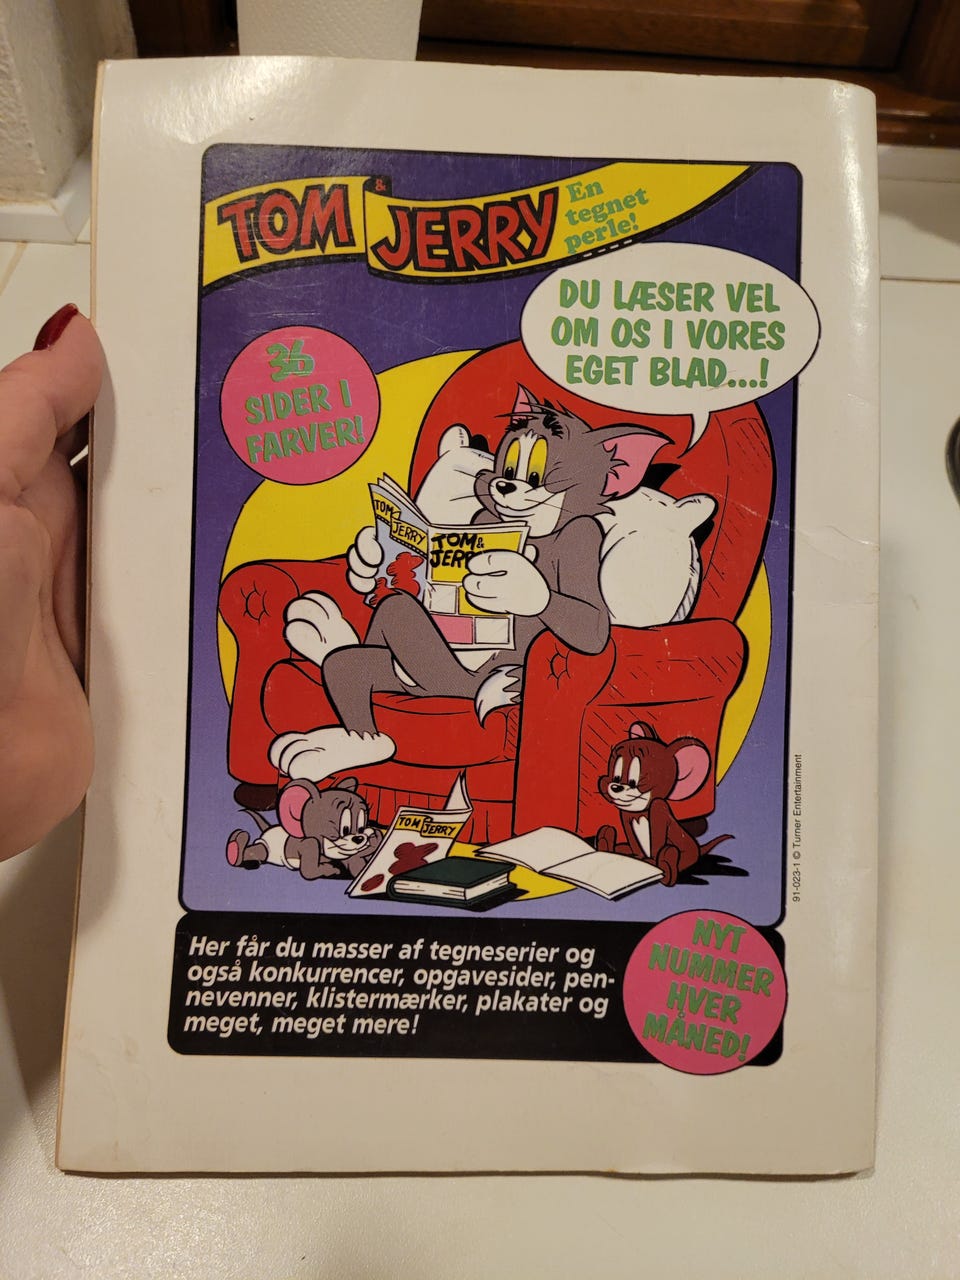 TOM & JERRY
En
tegnet
perle!
DU LÆSER VEL
OM OS I VORES
EGET BLAD...!
36
SIDER I
FARVER!
TOM
JERRY
TOM &
JERR
TOM JERRY
91-023-1 © Turner Entertainment
Her får du masser af tegneserier og
også konkurrencer, opgavesider, pen-
nevenner, klistermærker, plakater og
meget, meget mere!
NYT
NUMMER
HVER
MÅNED!